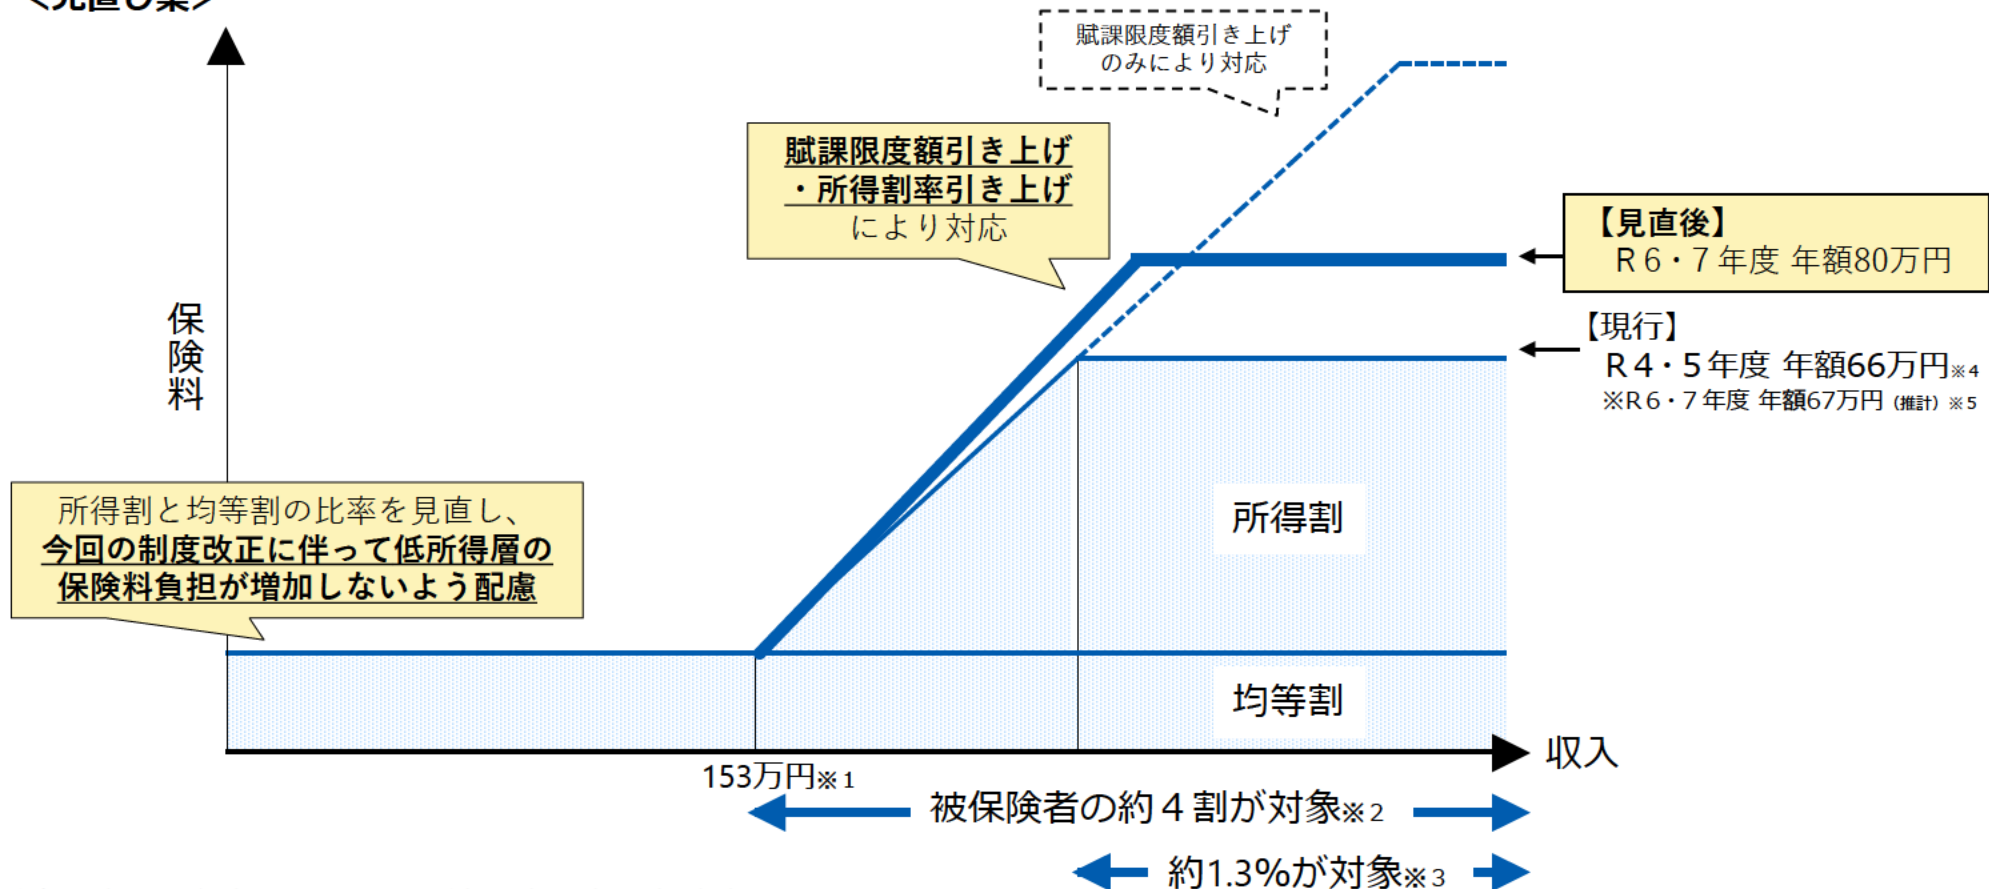 <見直し案>
賦課限度額引き上げ
のみにより対応
賦課限度額引き上げ
・所得割率引き上げ
により対応
【見直後】
R6・7年度 年額80万円
【現行】
R4・5年度 年額66万円※4
※R6・7年度 年額67万円（推計）※5
保険料
所得割と均等割の比率を見直し、
今回の制度改正に伴って低所得層の
保険料負担が増加しないよう配慮
所得割
均等割
収入
153万円※1
被保険者の約４割が対象※2
約1.3%が対象※3